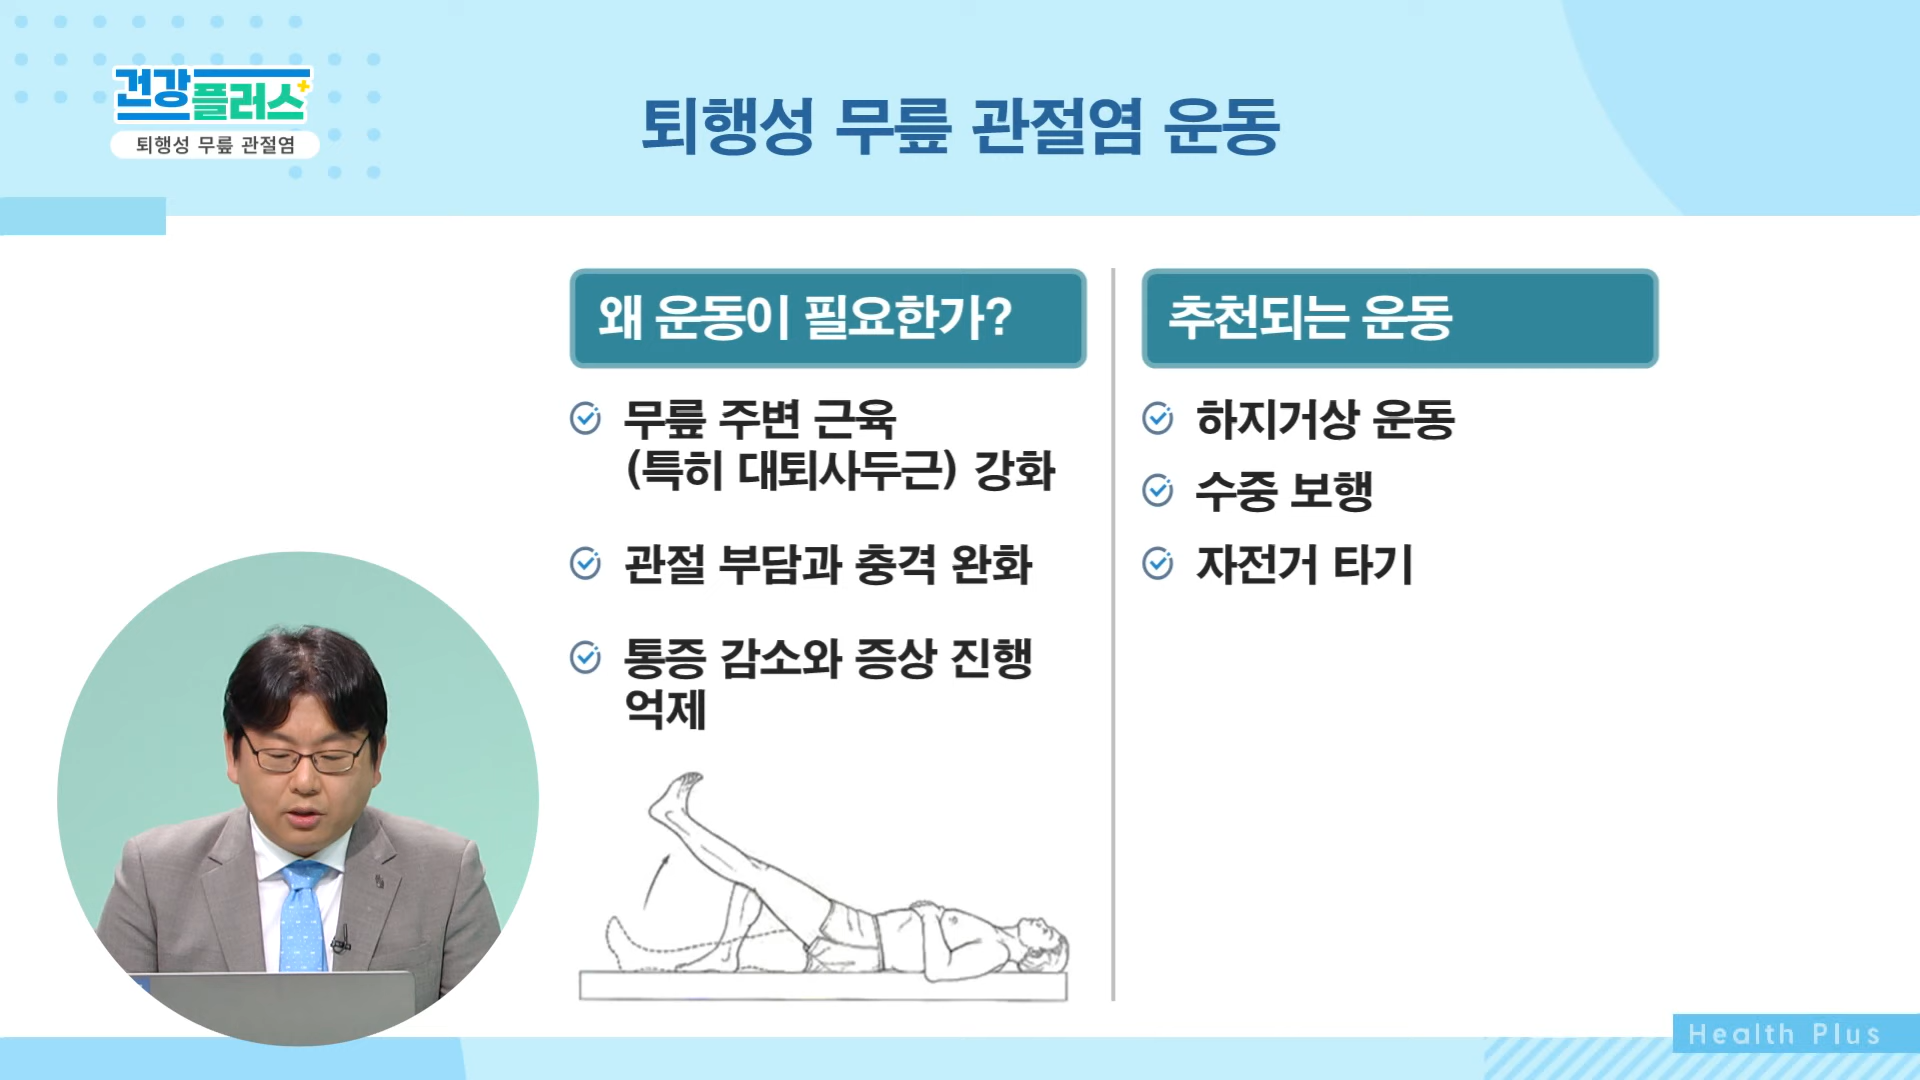 건강
플러스
퇴행성 무릎 관절염
퇴행성 무릎 관절염 운동
왜 운동이 필요한가?
무릎 주변 근육
(특히 대퇴사두근) 강화
관절 부담과 충격 완화
통증 감소와 증상 진행
억제
추천되는 운동
하지거상 운동
수중 보행
자전거 타기
Health Plus